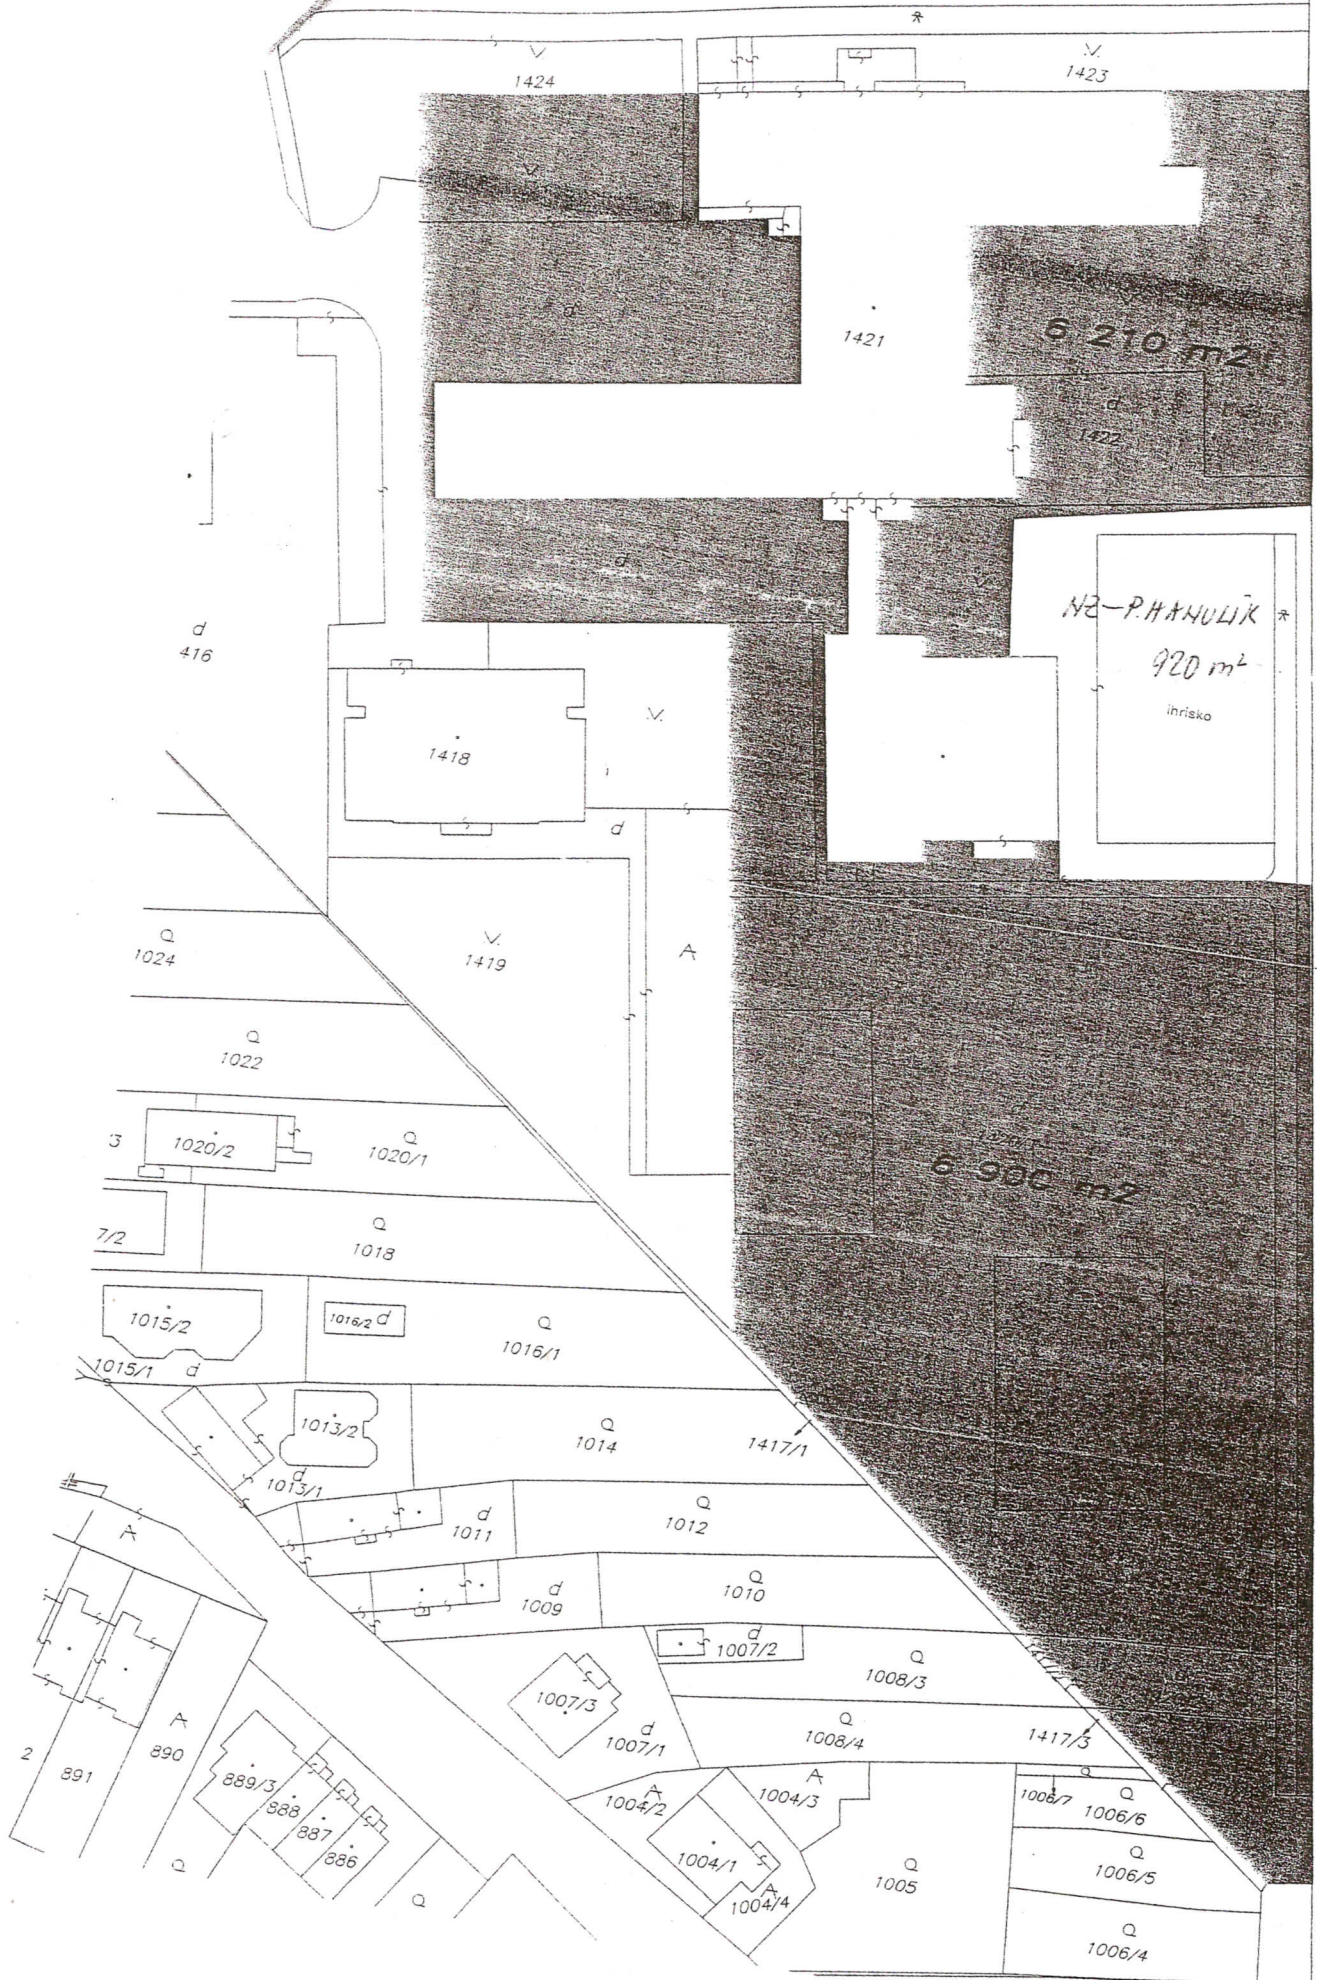 1424
1423
1421
6 210 m2
d
d
1422
d
NZ-P.HANULÍK
920 m²
ihrisko
d
416
1418
d
1419
A
Q
1024
Q
1022
3
1020/2
Q
1020/1
6 900 m2
7/2
Q
1018
1015/2
1016/2 d
Q
1016/1
1015/1 d
1013/2
Q
1014
1417/1
d
1013/1
d
1011
Q
1012
A
d
1009
Q
1010
d
1007/2
Q
1008/3
1007/3
d
1007/1
Q
1008/4
1417/3
A
890
2
891
889/3
888
887
886
A
1004/2
A
1004/3
1006/7
Q
1006/6
1004/1
A
1004/4
Q
1005
Q
1006/5
Q
1006/4
Q
Q